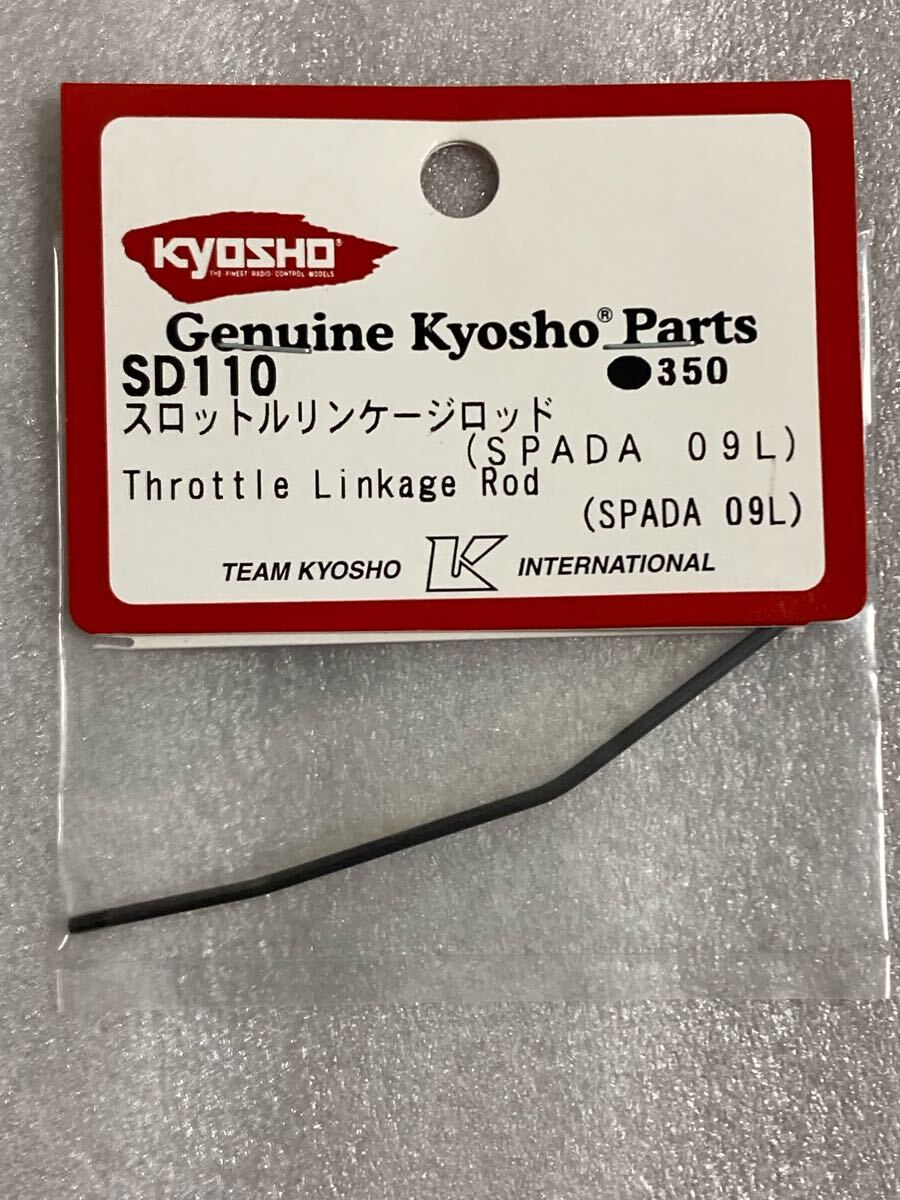 KYOSHO®
THE FINEST RADIO CONTROL MODELS
Genuine Kyosho® Parts
SD110 ●350
スロットルリンケージロッド
(SPADA 09L)
Throttle Linkage Rod
(SPADA 09L)
TEAM KYOSHO K INTERNATIONAL